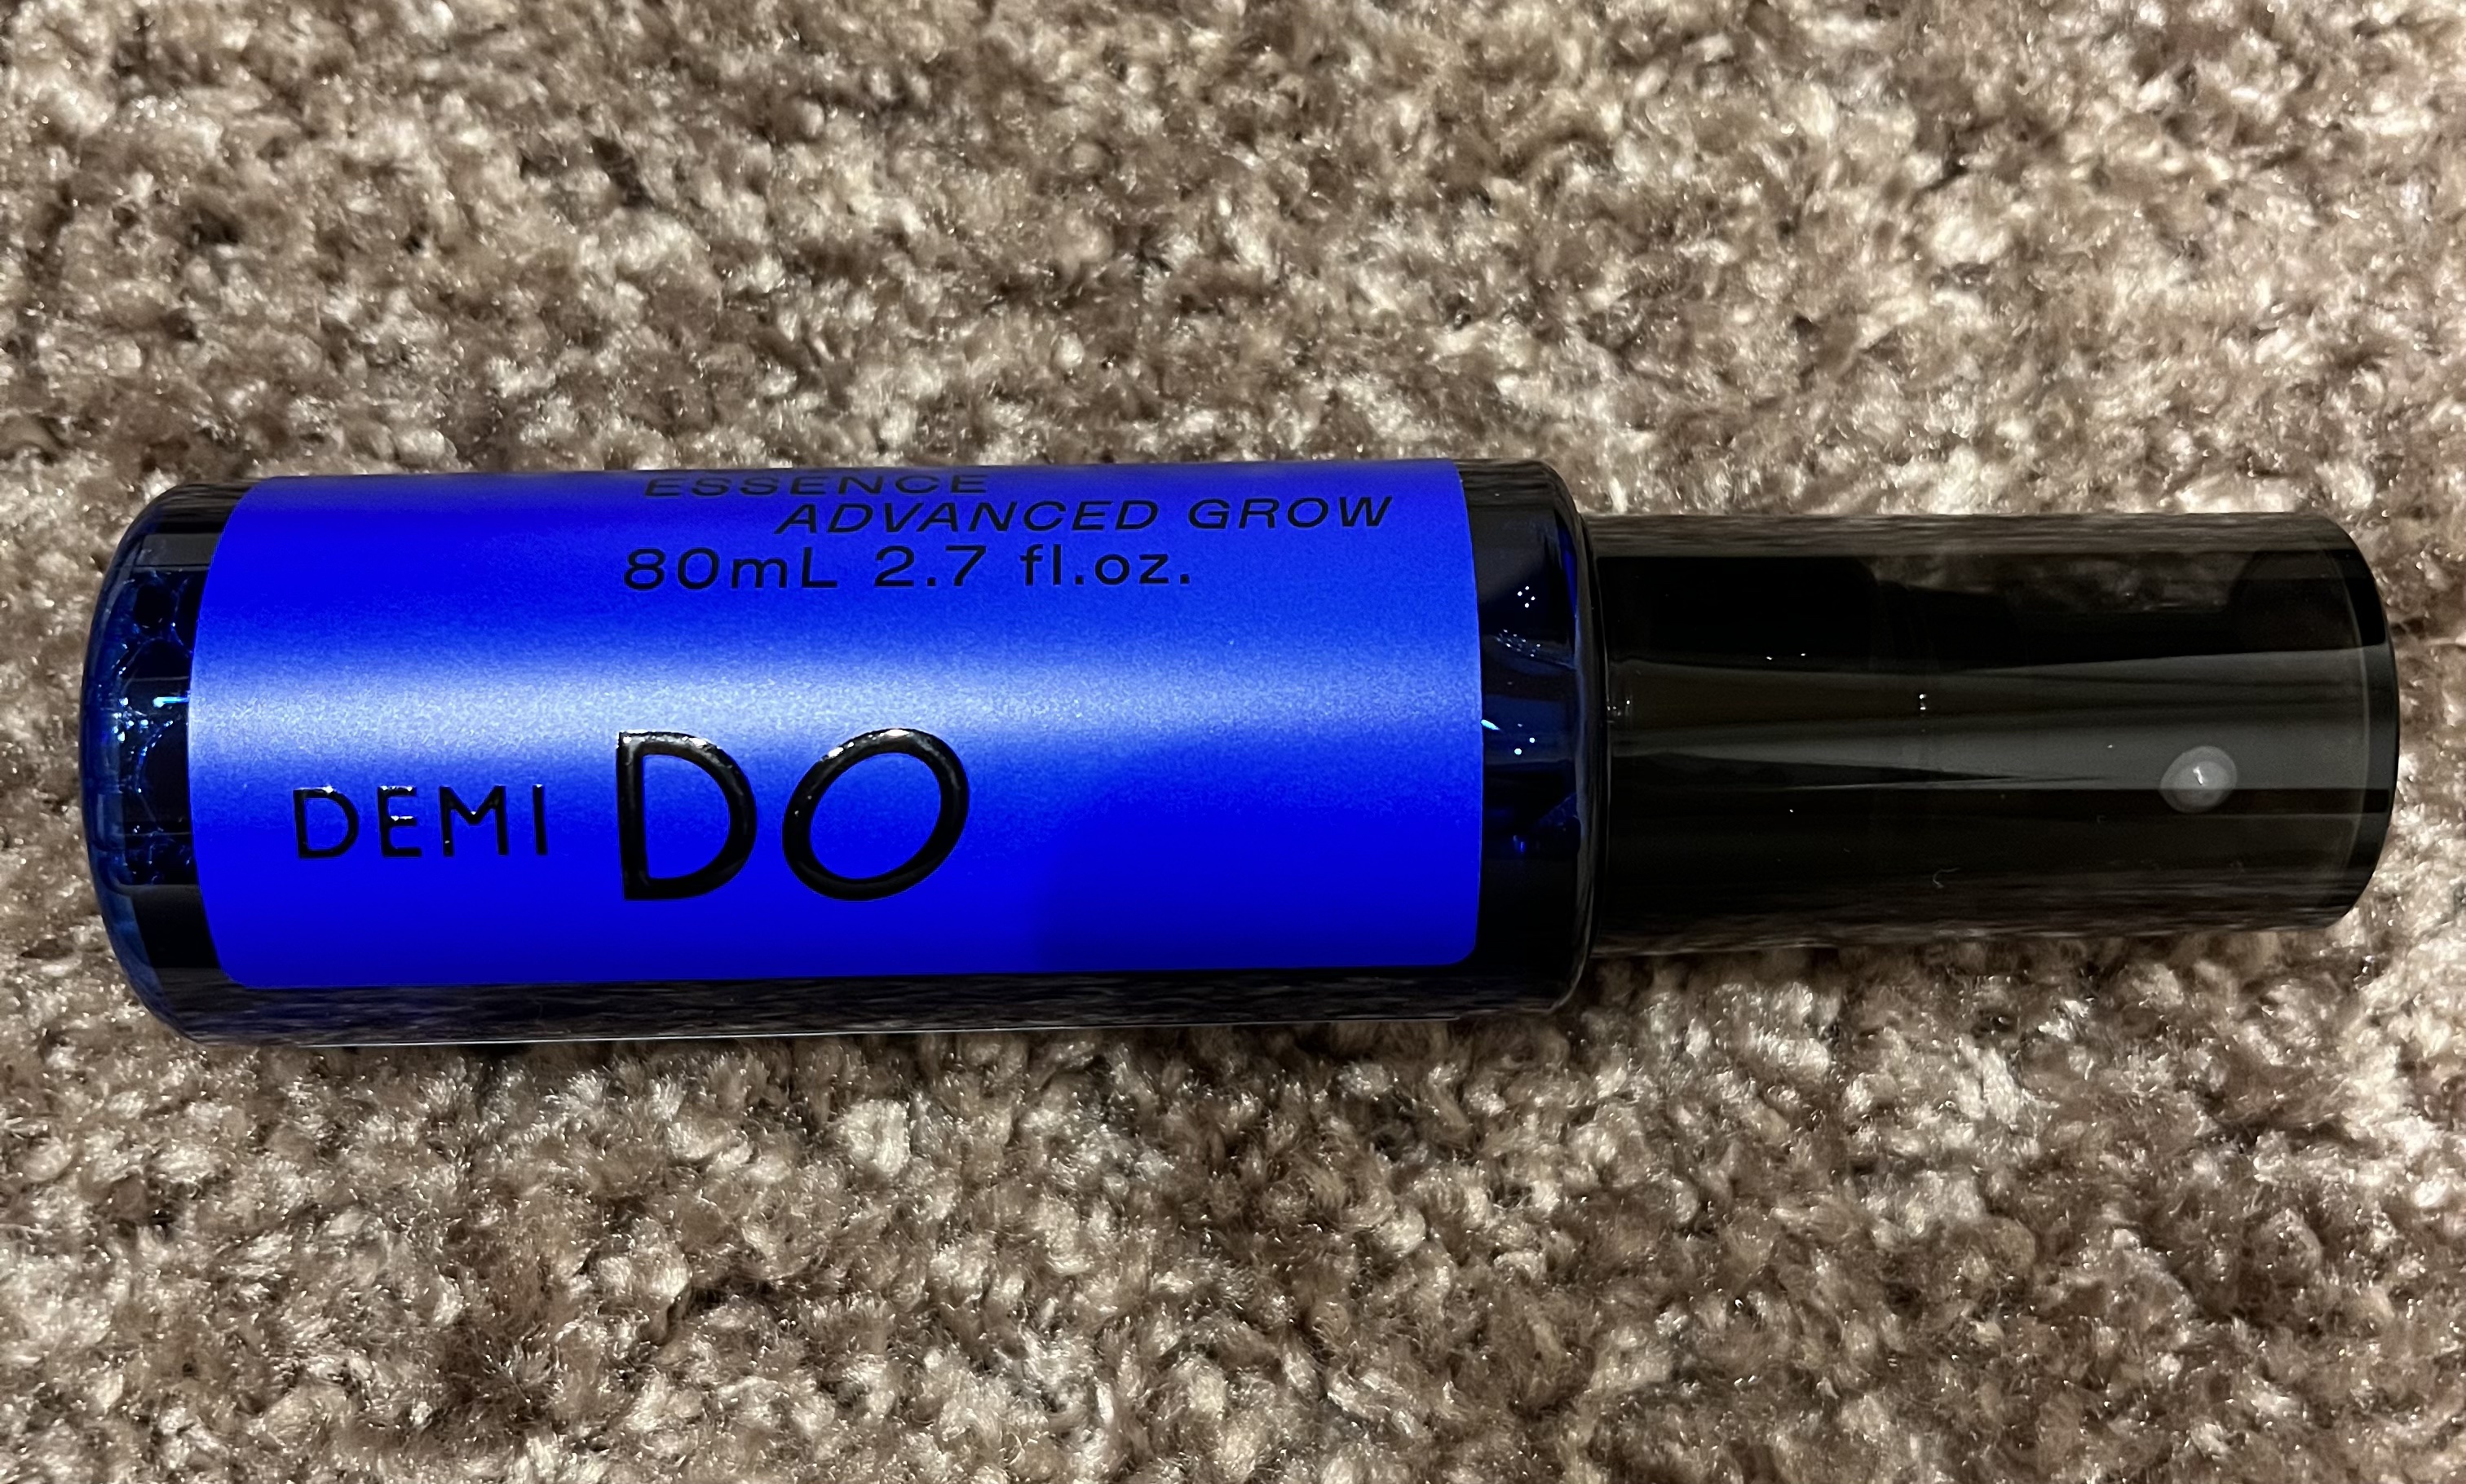 ESSENCE
ADVANCED GROW
80mL 2.7 fl.oz.
DEMI DO